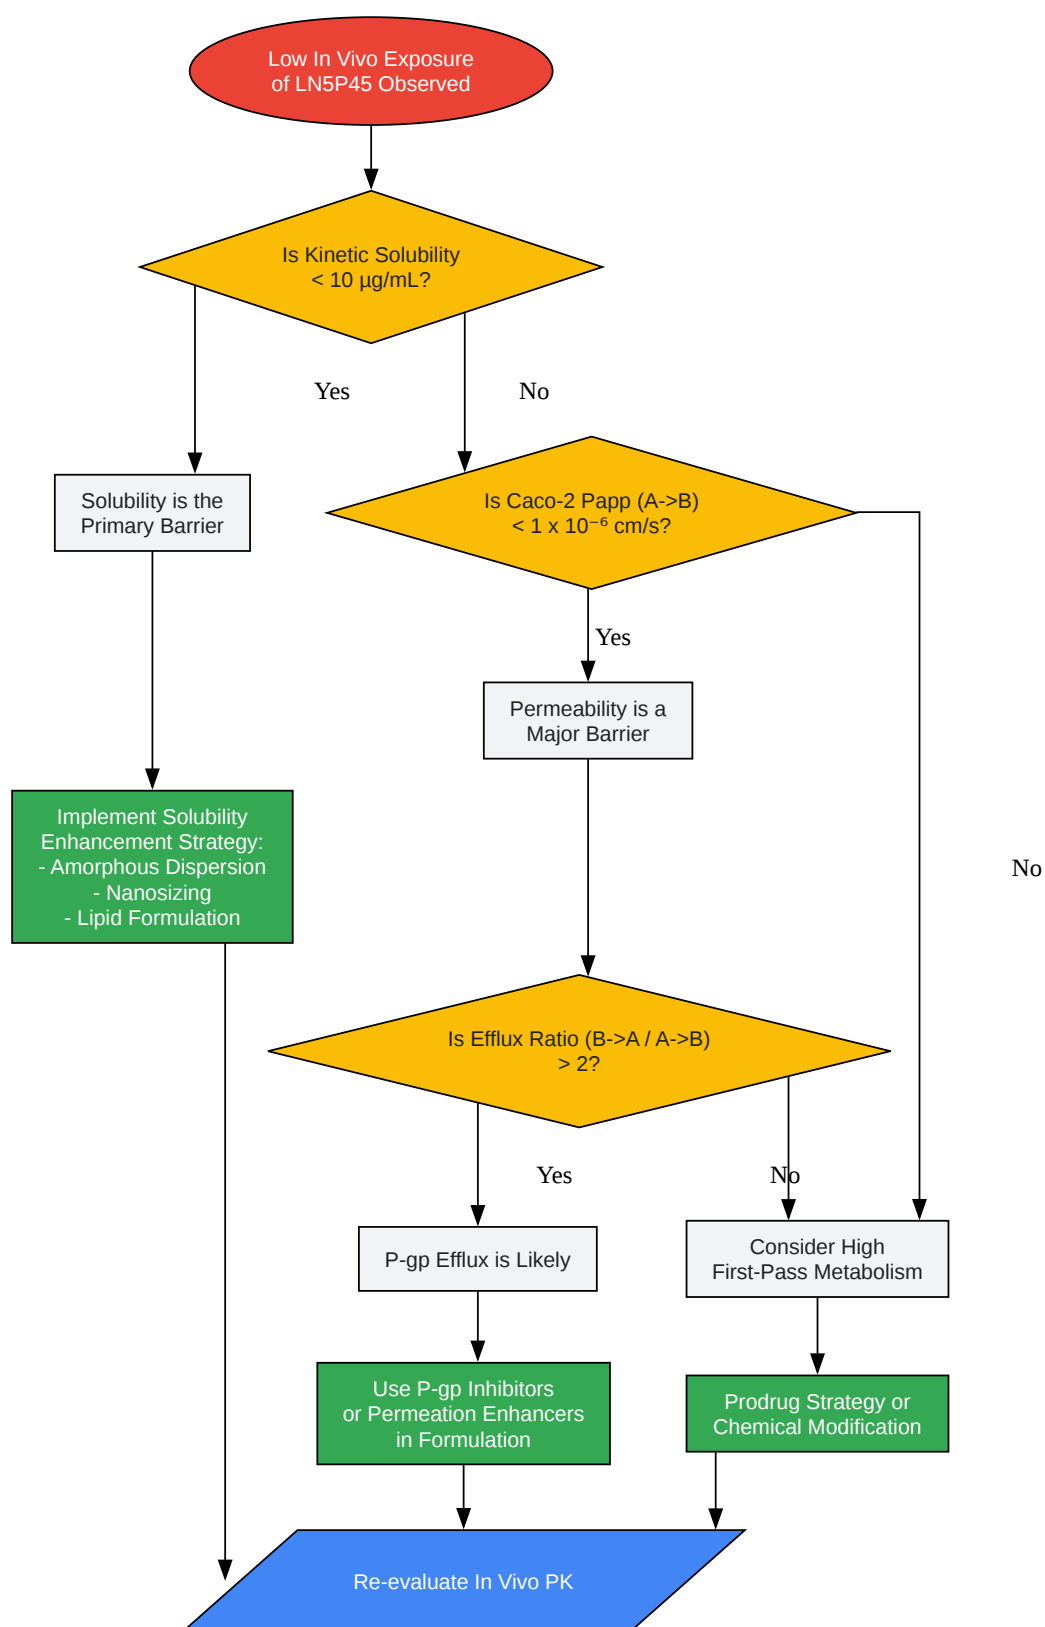 Low In Vivo Exposure
of LN5P45 Observed
Is Kinetic Solubility
< 10 µg/mL?
Yes
No
Solubility is the
Primary Barrier
Is Caco-2 Papp (A->B)
< 1 x 10⁻⁶ cm/s?
Yes
Permeability is a
Major Barrier
Implement Solubility
Enhancement Strategy:
- Amorphous Dispersion
- Nanosizing
- Lipid Formulation
No
Is Efflux Ratio (B->A / A->B)
> 2?
Yes
No
P-gp Efflux is Likely
Consider High
First-Pass Metabolism
Use P-gp Inhibitors
or Permeation Enhancers
in Formulation
Prodrug Strategy or
Chemical Modification
Re-evaluate In Vivo PK